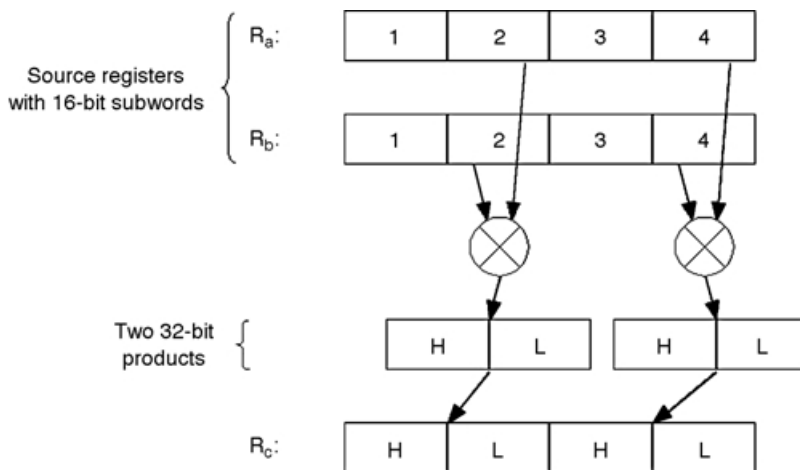 Ra:
1 2 3 4
Source registers
with 16-bit subwords
Rb:
1 2 3 4
Two 32-bit
products
H L H L
Rc:
H L H L